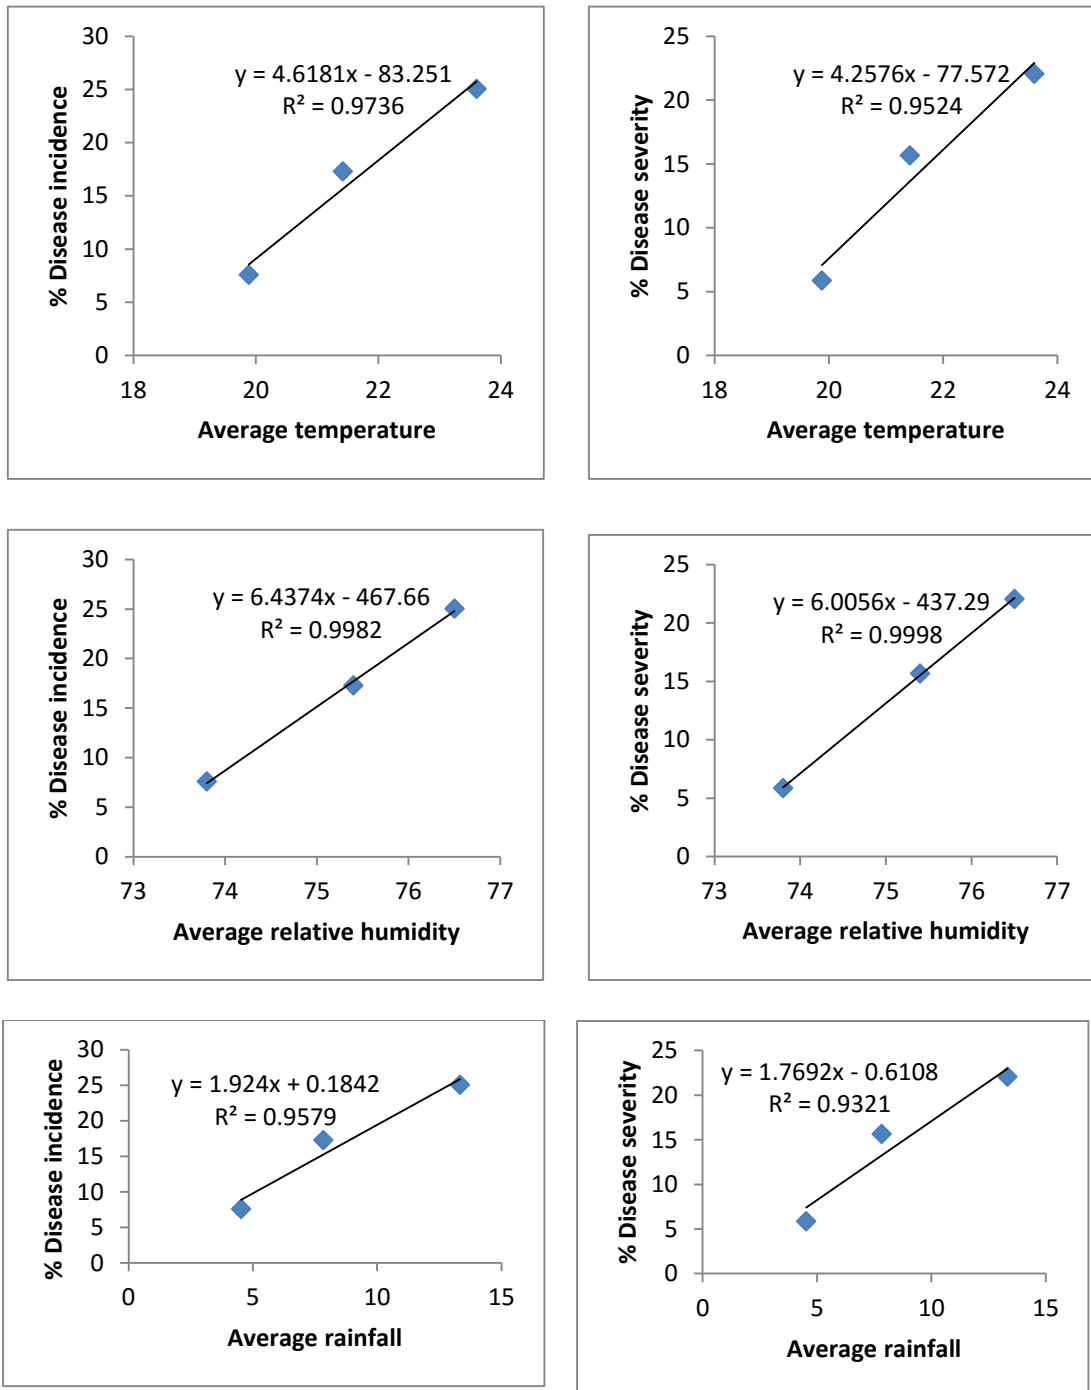 % Disease incidence
30
25
20
15
10
5
0
y = 4.6181x - 83.251
R² = 0.9736
18 20 22 24
Average temperature
% Disease severity
25
20
15
10
5
0
y = 4.2576x - 77.572
R² = 0.9524
18 20 22 24
Average temperature
% Disease incidence
30
25
20
15
10
5
0
y = 6.4374x - 467.66
R² = 0.9982
73 74 75 76 77
Average relative humidity
% Disease severity
25
20
15
10
5
0
y = 6.0056x - 437.29
R² = 0.9998
73 74 75 76 77
Average relative humidity
% Disease incidence
30
25
20
15
10
5
0
y = 1.924x + 0.1842
R² = 0.9579
0 5 10 15
Average rainfall
% Disease severity
25
20
15
10
5
0
y = 1.7692x - 0.6108
R² = 0.9321
0 5 10 15
Average rainfall